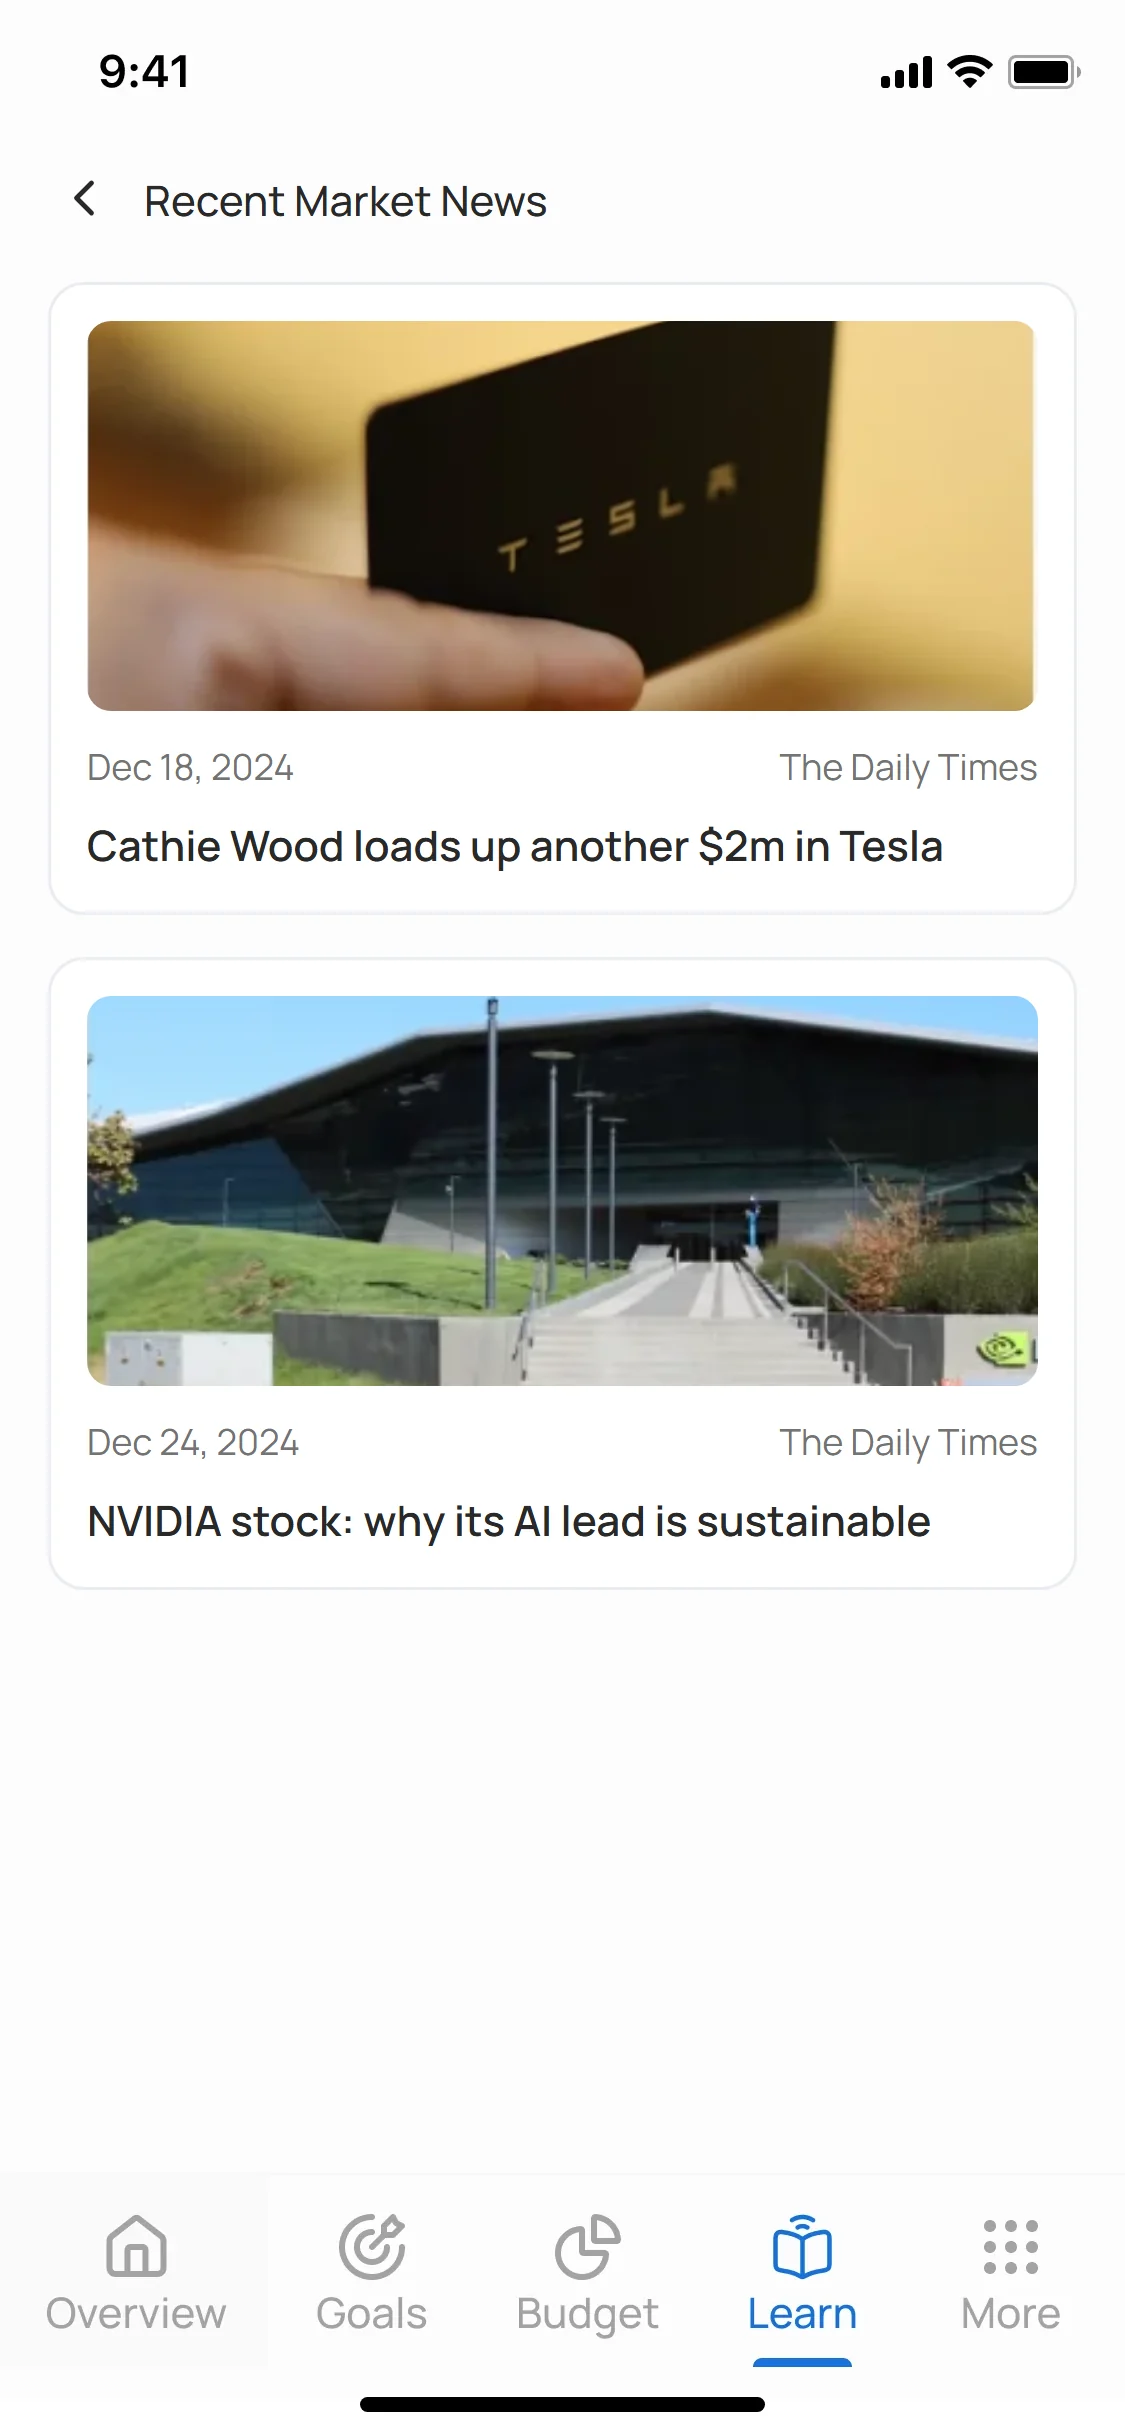 9:41
Recent Market News
TESLA
Dec 18, 2024
The Daily Times
Cathie Wood loads up another $2m in Tesla
Dec 24, 2024
The Daily Times
NVIDIA stock: why its AI lead is sustainable
Overview
Goals
Budget
Learn
More